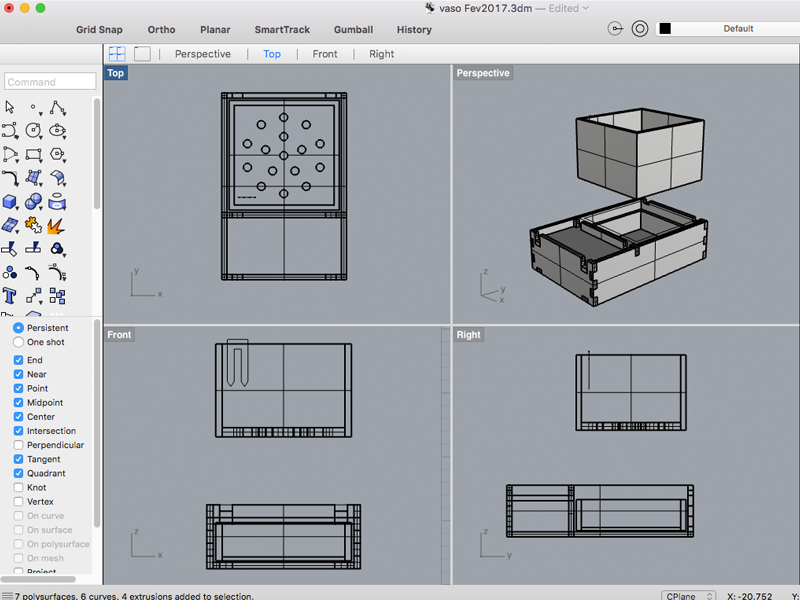 vaso Fev2017.3dm — Edited
Grid Snap Ortho Planar SmartTrack Gumball History
Default
Perspective Top Front Right
Command
Top
Perspective
y
x
z
y
x
Front
Right
z
x
z
y
Persistent
One shot
End
Near
Point
Midpoint
Center
Intersection
Perpendicular
Tangent
Quadrant
Knot
Vertex
On curve
On surface
On polysurface
On mesh
Project
7 polysurfaces, 6 curves, 4 extrusions added to selection.
CPlane X: -20.752 Y: